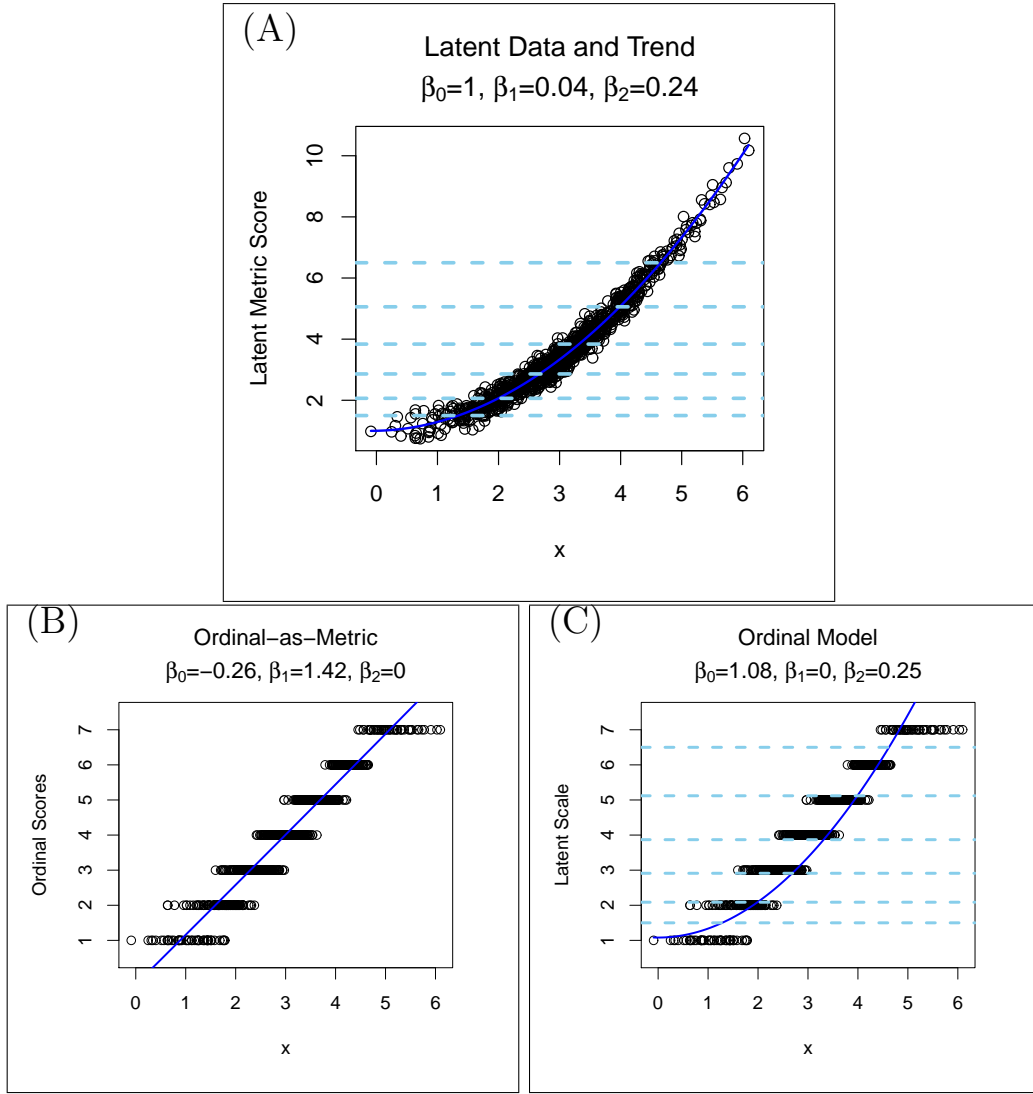 (A)
Latent Data and Trend
β₀=1, β₁=0.04, β₂=0.24
Latent Metric Score
10
8
6
4
2
0 1 2 3 4 5 6
x
(B)
Ordinal−as−Metric
β₀=−0.26, β₁=1.42, β₂=0
Ordinal Scores
7
6
5
4
3
2
1
0 1 2 3 4 5 6
x
(C)
Ordinal Model
β₀=1.08, β₁=0, β₂=0.25
Latent Scale
7
6
5
4
3
2
1
0 1 2 3 4 5 6
x